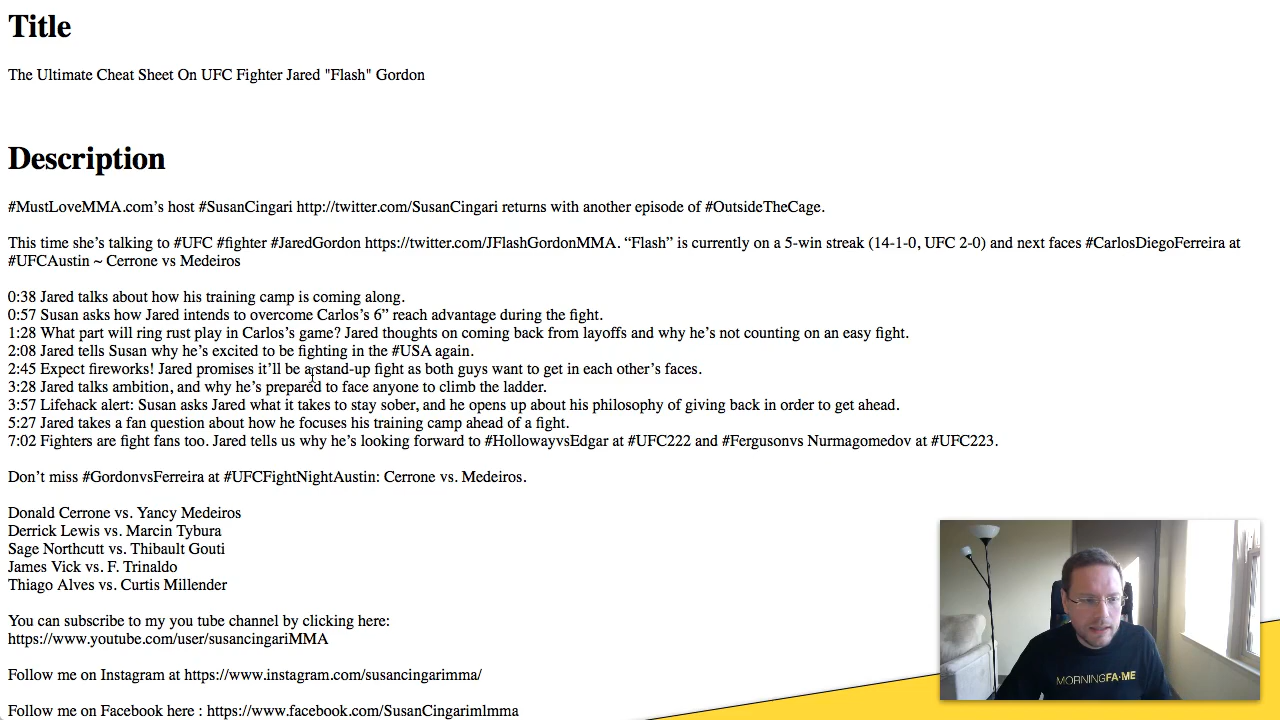 Title
The Ultimate Cheat Sheet On UFC Fighter Jared "Flash" Gordon
Description
#MustLoveMMA.com’s host #SusanCingari http://twitter.com/SusanCingari returns with another episode of #OutsideTheCage.
This time she’s talking to #UFC #fighter #JaredGordon https://twitter.com/JFlashGordonMMA. “Flash” is currently on a 5-win streak (14-1-0, UFC 2-0) and next faces #CarlosDiegoFerreira at
#UFCAustin ~ Cerrone vs Medeiros
0:38 Jared talks about how his training camp is coming along.
0:57 Susan asks how Jared intends to overcome Carlos’s 6” reach advantage during the fight.
1:28 What part will ring rust play in Carlos’s game? Jared thoughts on coming back from layoffs and why he’s not counting on an easy fight.
2:08 Jared tells Susan why he’s excited to be fighting in the #USA again.
2:45 Expect fireworks! Jared promises it’ll be a stand-up fight as both guys want to get in each other’s faces.
3:28 Jared talks ambition, and why he’s prepared to face anyone to climb the ladder.
3:57 Lifehack alert: Susan asks Jared what it takes to stay sober, and he opens up about his philosophy of giving back in order to get ahead.
5:27 Jared takes a fan question about how he focuses his training camp ahead of a fight.
7:02 Fighters are fight fans too. Jared tells us why he’s looking forward to #HollowayvsEdgar at #UFC222 and #Fergusonvs Nurmagomedov at #UFC223.
Don’t miss #GordonvsFerreira at #UFCFightNightAustin: Cerrone vs. Medeiros.
Donald Cerrone vs. Yancy Medeiros
Derrick Lewis vs. Marcin Tybura
Sage Northcutt vs. Thibault Gouti
James Vick vs. F. Trinaldo
Thiago Alves vs. Curtis Millender
You can subscribe to my you tube channel by clicking here:
https://www.youtube.com/user/susancingariMMA
Follow me on Instagram at https://www.instagram.com/susancingarimma/
Follow me on Facebook here : https://www.facebook.com/SusanCingarimlmma
MORNINGFA·ME